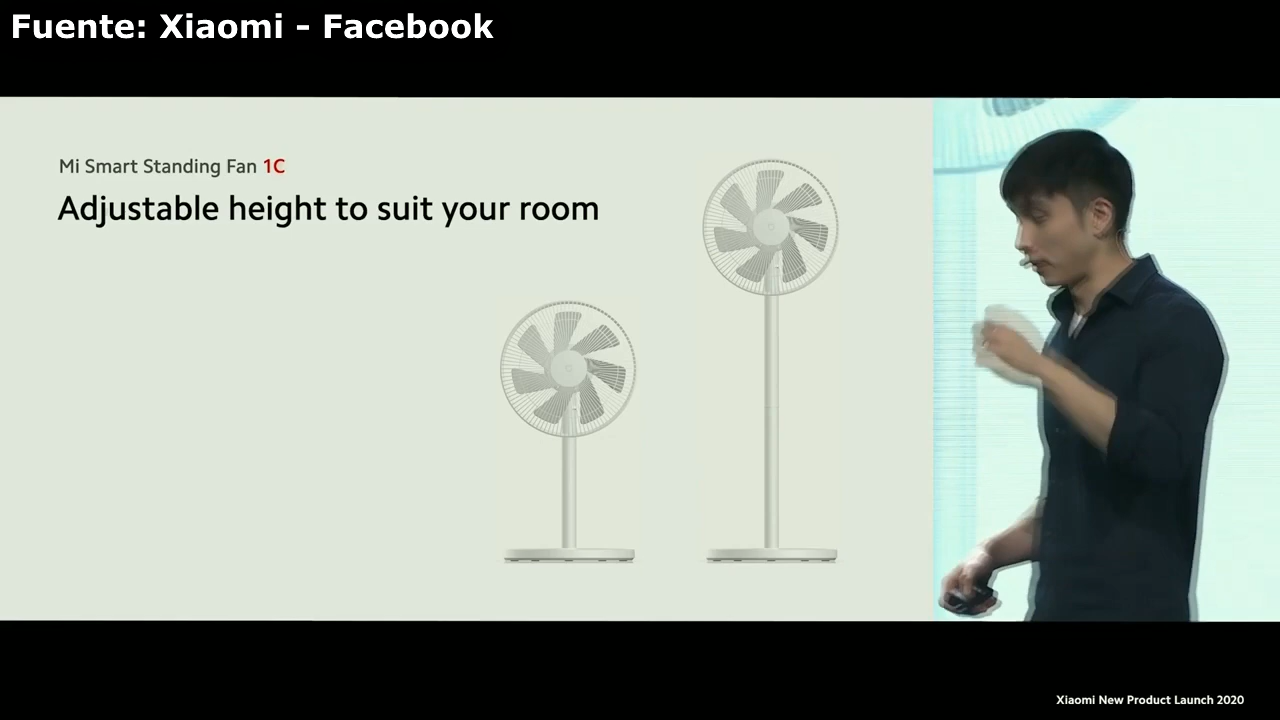 Fuente: Xiaomi - Facebook
Mi Smart Standing Fan 1C
Adjustable height to suit your room
Xiaomi New Product Launch 2020